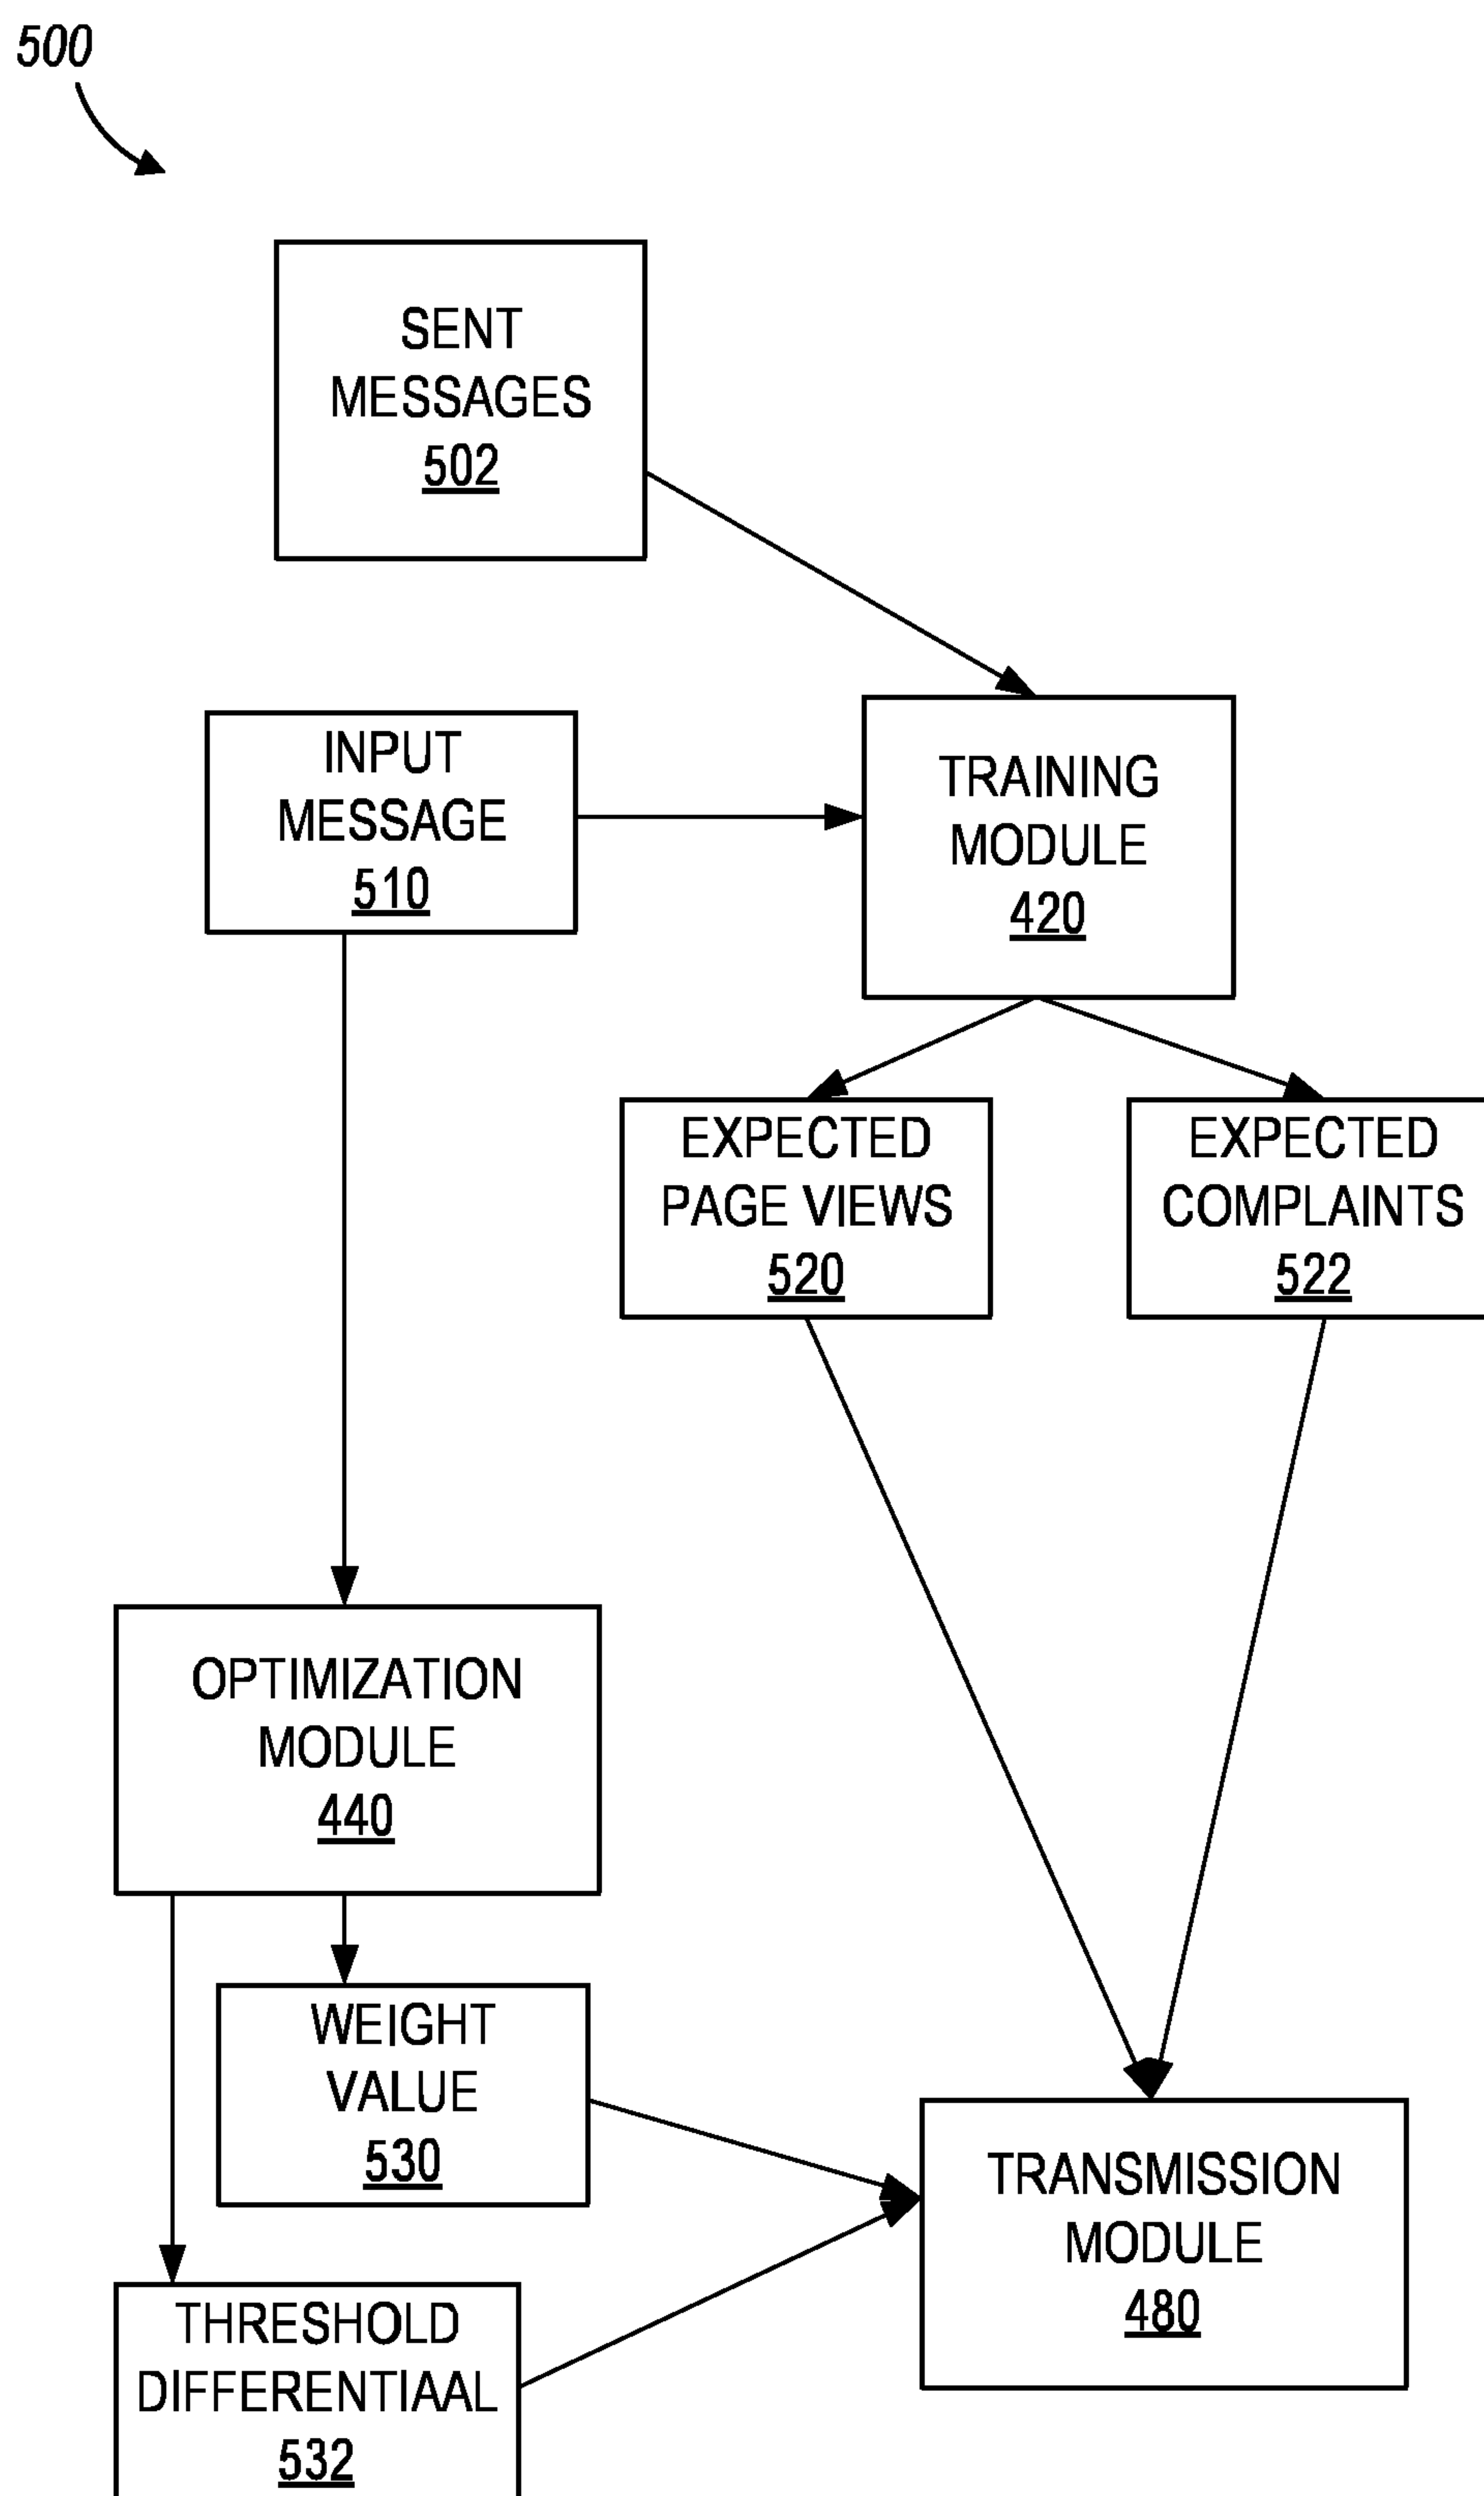 500
SENT
MESSAGES
502
INPUT
MESSAGE
510
TRAINING
MODULE
420
EXPECTED
PAGE VIEWS
520
EXPECTED
COMPLAINTS
522
OPTIMIZATION
MODULE
440
WEIGHT
VALUE
530
TRANSMISSION
MODULE
480
THRESHOLD
DIFFERENTIAAL
532